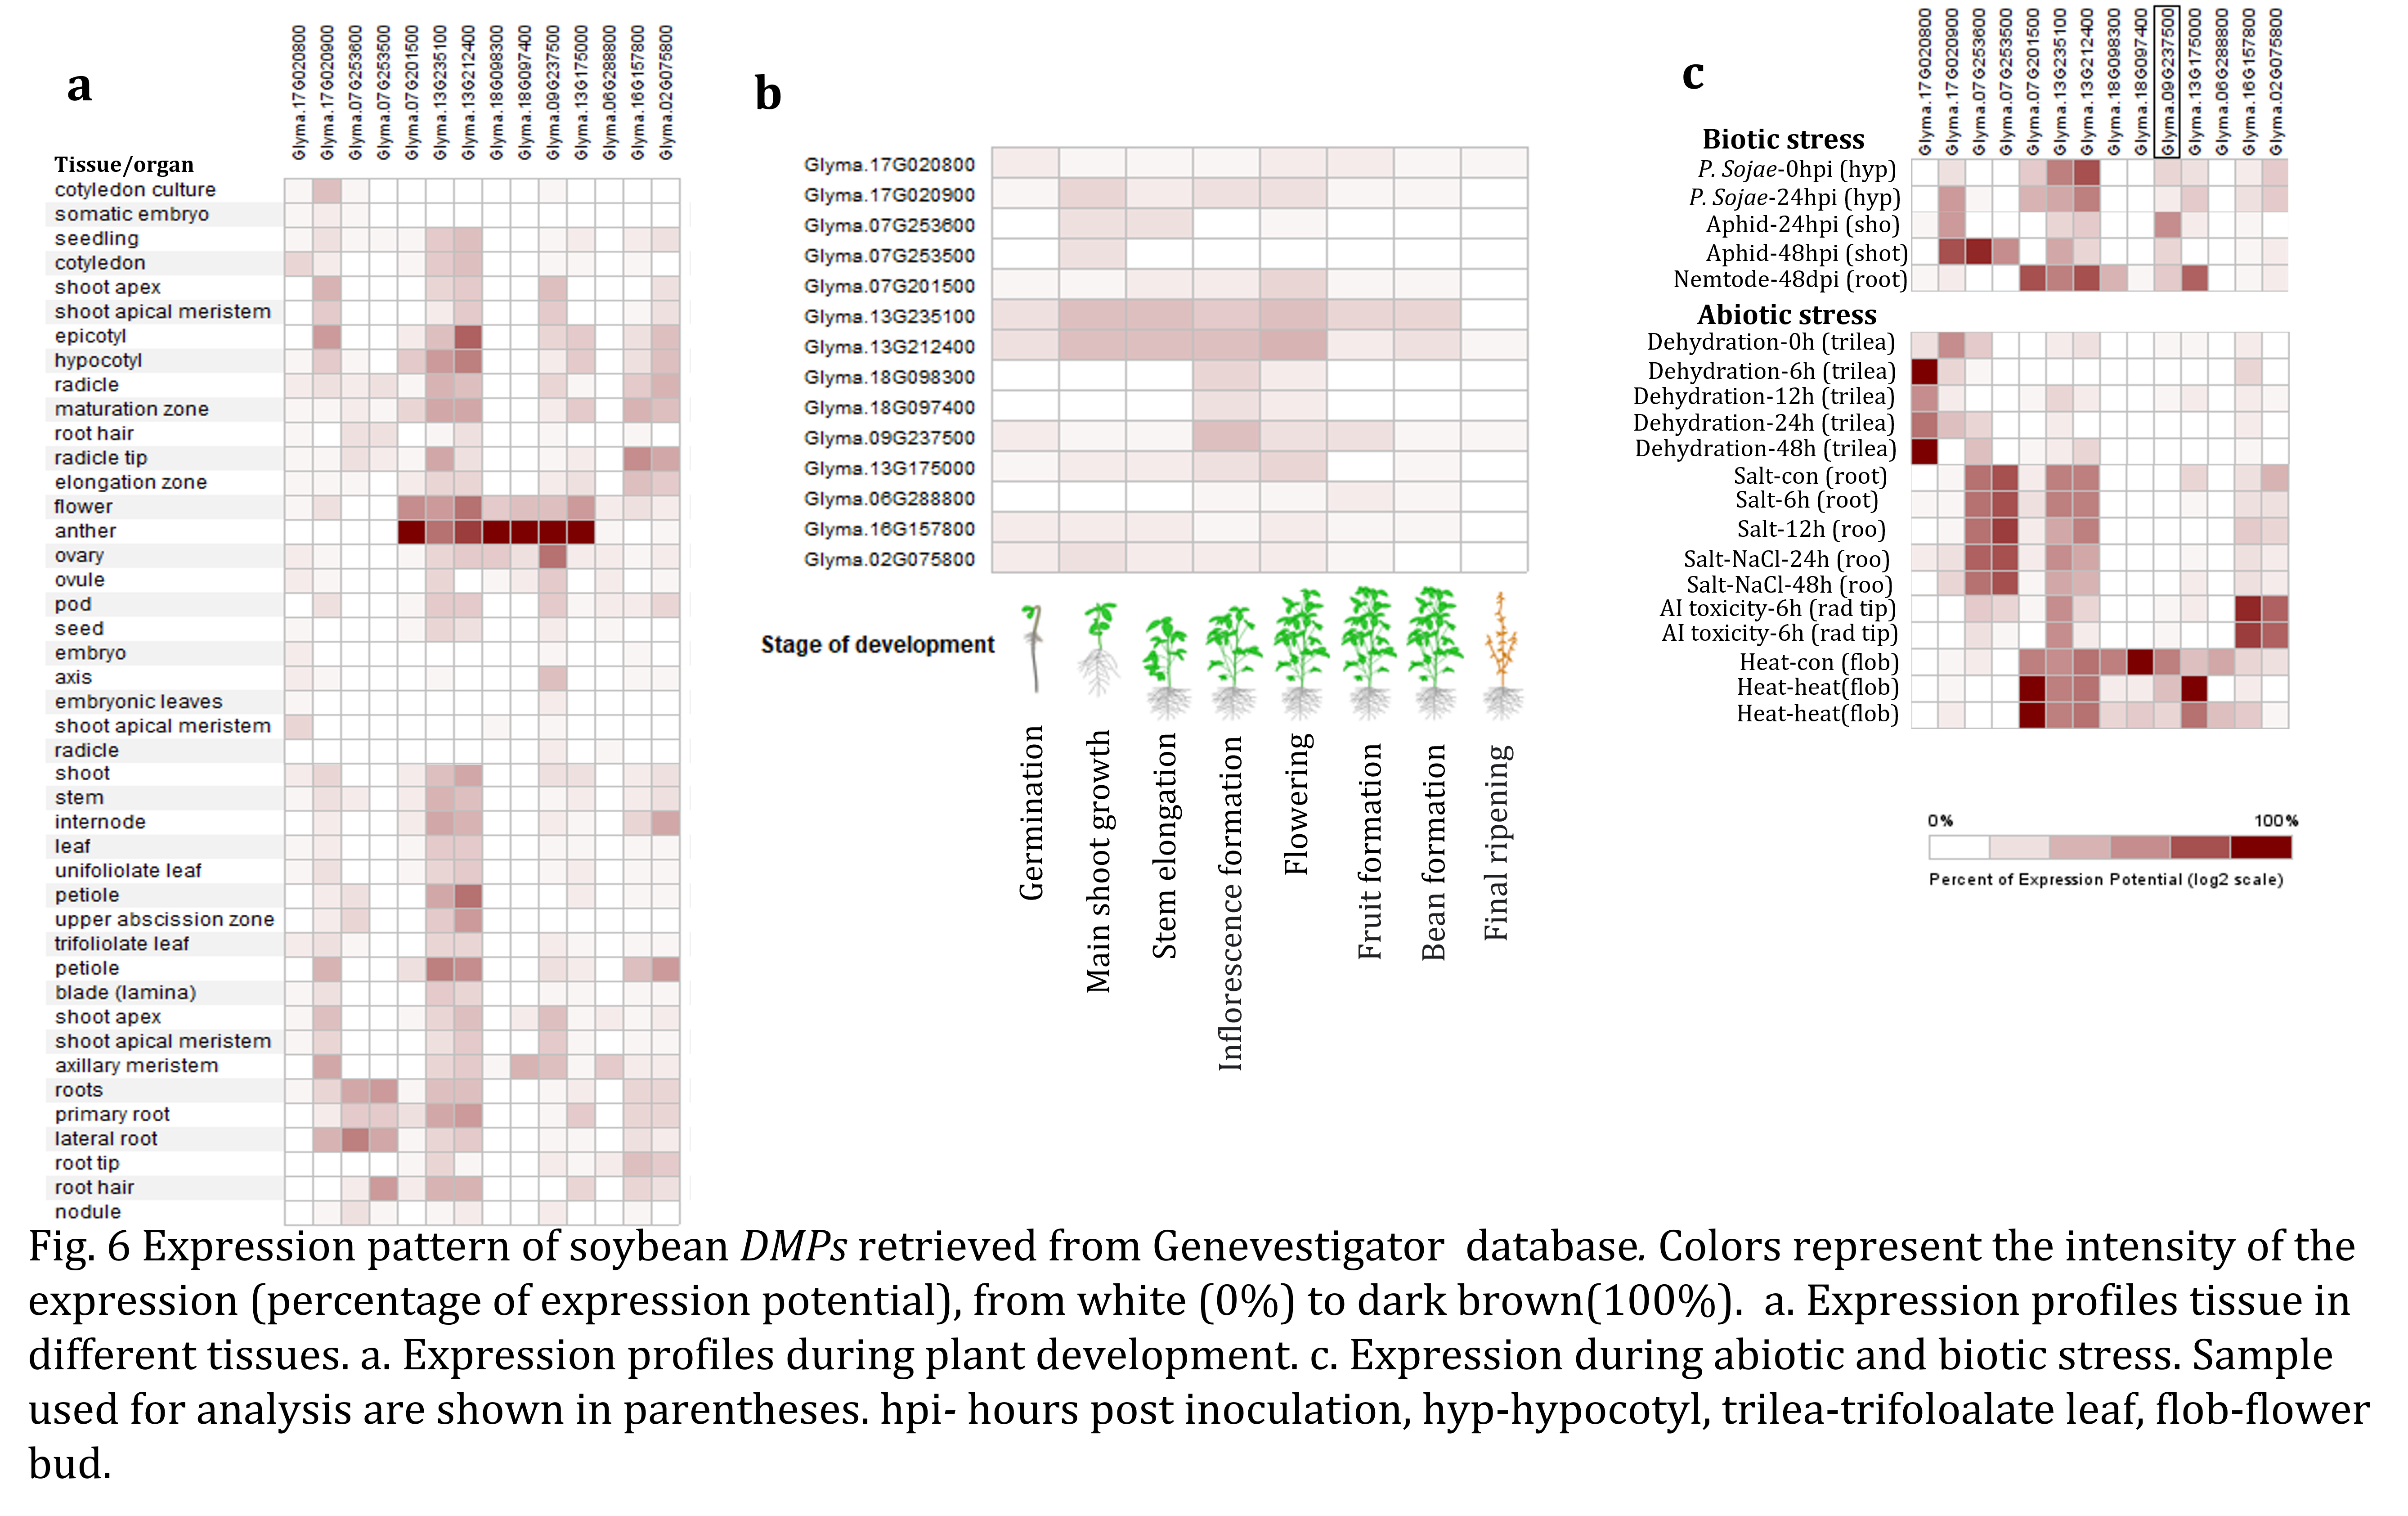 a
Glyma.17G020800
Glyma.17G020900
Glyma.07G253600
Glyma.07G253500
Glyma.07G201500
Glyma.13G235100
Glyma.13G212400
Glyma.18G098300
Glyma.18G097400
Glyma.09G237500
Glyma.13G175000
Glyma.06G288800
Glyma.16G157800
Glyma.02G075800
Tissue/organ
cotyledon culture
somatic embryo
seedling
cotyledon
shoot apex
shoot apical meristem
epicotyl
hypocotyl
radicle
maturation zone
root hair
radicle tip
elongation zone
flower
anther
ovary
ovule
pod
seed
embryo
axis
embryonic leaves
shoot apical meristem
radicle
shoot
stem
internode
leaf
unifoliolate leaf
petiole
upper abscission zone
trifoliolate leaf
petiole
blade (lamina)
shoot apex
shoot apical meristem
axillary meristem
roots
primary root
lateral root
root tip
root hair
nodule
b
Glyma.17G020800
Glyma.17G020900
Glyma.07G253600
Glyma.07G253500
Glyma.07G201500
Glyma.13G235100
Glyma.13G212400
Glyma.18G098300
Glyma.18G097400
Glyma.09G237500
Glyma.13G175000
Glyma.06G288800
Glyma.16G157800
Glyma.02G075800
Stage of development
Germination
Main shoot growth
Stem elongation
Inflorescence formation
Flowering
Fruit formation
Bean formation
Final ripening
c
Glyma.17G020800
Glyma.17G020900
Glyma.07G253600
Glyma.07G253500
Glyma.07G201500
Glyma.13G235100
Glyma.13G212400
Glyma.18G098300
Glyma.18G097400
Glyma.09G237500
Glyma.13G175000
Glyma.06G288800
Glyma.16G157800
Glyma.02G075800
Biotic stress
P. Sojae-0hpi (hyp)
P. Sojae-24hpi (hyp)
Aphid-24hpi (sho)
Aphid-48hpi (shot)
Nemtode-48dpi (root)
Abiotic stress
Dehydration-0h (trilea)
Dehydration-6h (trilea)
Dehydration-12h (trilea)
Dehydration-24h (trilea)
Dehydration-48h (trilea)
Salt-con (root)
Salt-6h (root)
Salt-12h (roo)
Salt-NaCl-24h (roo)
Salt-NaCl-48h (roo)
AI toxicity-6h (rad tip)
AI toxicity-6h (rad tip)
Heat-con (flob)
Heat-heat(flob)
Heat-heat(flob)
0% 100%
Percent of Expression Potential (log2 scale)
Fig. 6 Expression pattern of soybean DMPs retrieved from Genevestigator database. Colors represent the intensity of the
expression (percentage of expression potential), from white (0%) to dark brown(100%). a. Expression profiles tissue in
different tissues. a. Expression profiles during plant development. c. Expression during abiotic and biotic stress. Sample
used for analysis are shown in parentheses. hpi- hours post inoculation, hyp-hypocotyl, trilea-trifoloalate leaf, flob-flower
bud.